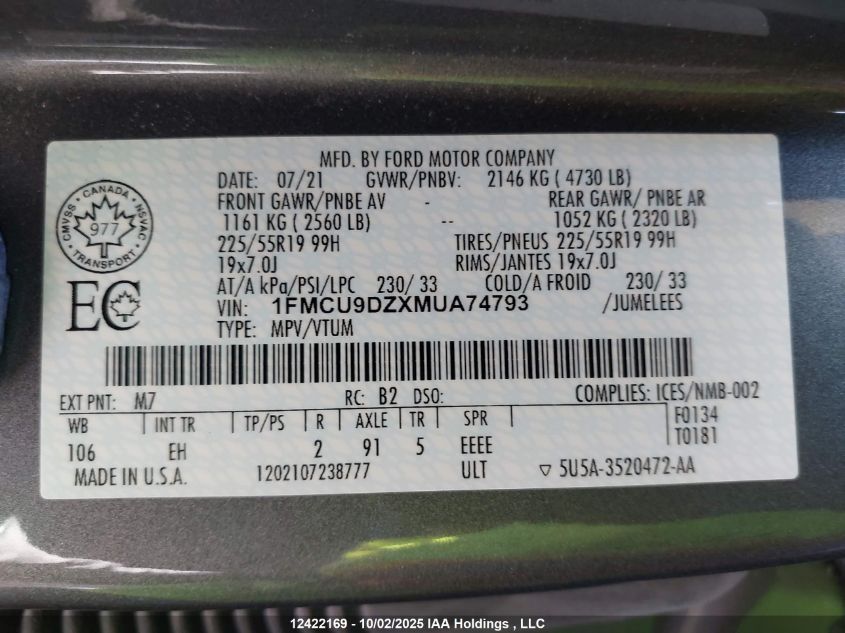 MFD. BY FORD MOTOR COMPANY
DATE: 07/21 GVWR/PNBV: 2146 KG ( 4730 LB)
FRONT GAWR/PNBE AV - REAR GAWR/ PNBE AR
1161 KG ( 2560 LB) -- 1052 KG ( 2320 LB)
225/55R19 99H TIRES/PNEUS 225/55R19 99H
19x7.0J RIMS/JANTES 19x7.0J
AT/A kPa/PSI/LPC 230/ 33 COLD/A FROID 230/ 33
VIN: 1FMCU9DZXMUA74793 /JUMELEES
TYPE: MPV/VTUM
CANADA
CMVSS NSVAC
977
TRANSPORT
EC
EXT PNT: M7 RC: B2 DSO: COMPLIES: ICES/NMB-002
WB INT TR TP/PS R AXLE TR SPR F0134
106 EH 2 91 5 EEEE T0181
MADE IN U.S.A. 1202107238777 ULT ▽ 5U5A-3520472-AA
12422169 - 10/02/2025 IAA Holdings , LLC